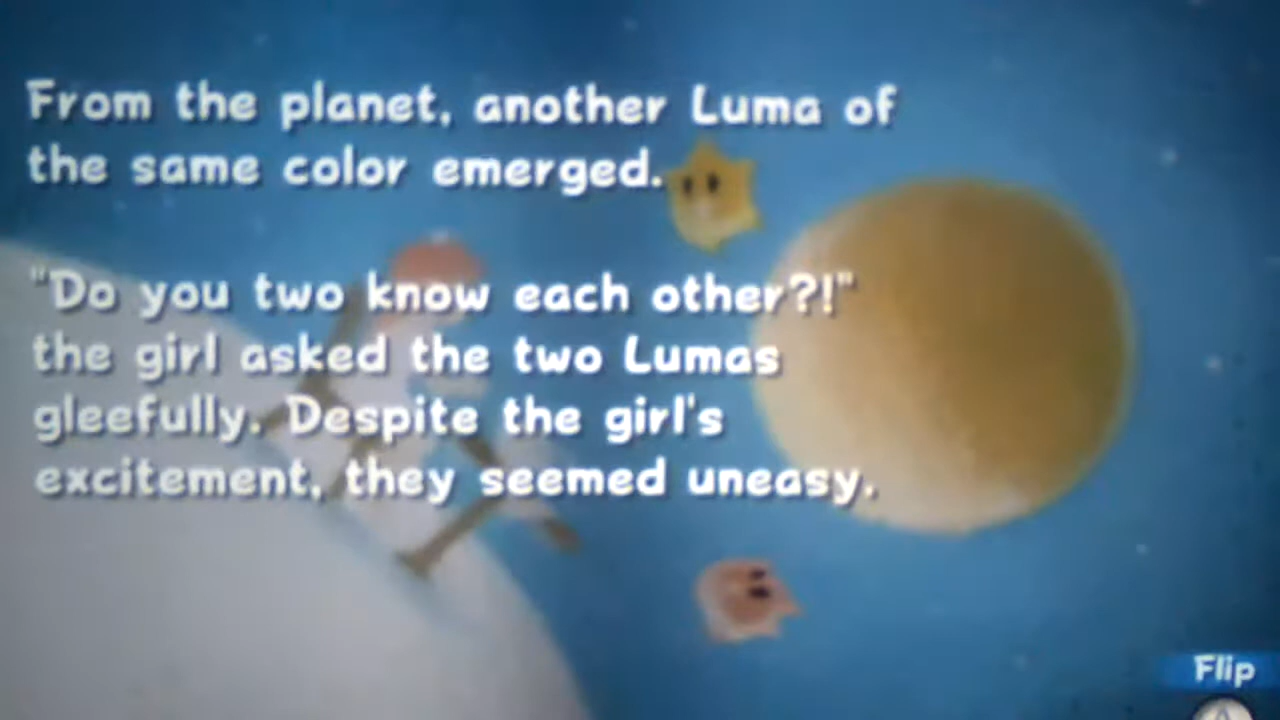 From the planet, another Luma of
the same color emerged.
"Do you two know each other?!"
the girl asked the two Lumas
gleefully. Despite the girl's
excitement, they seemed uneasy.
Flip
A